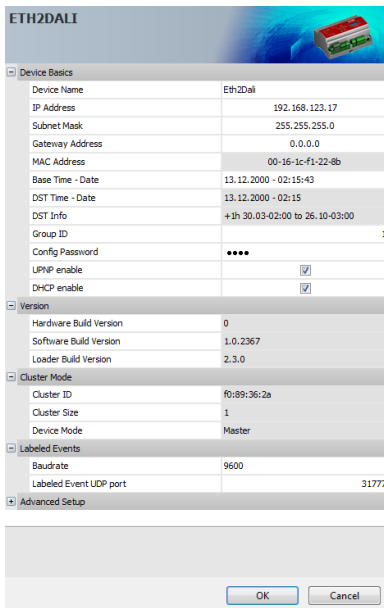 ETH2DALI
Device Basics
Device Name Eth2Dali
IP Address 192.168.123.17
Subnet Mask 255.255.255.0
Gateway Address 0.0.0.0
MAC Address 00-16-1c-f1-22-8b
Base Time - Date 13.12.2000 - 02:15:43
DST Time - Date 13.12.2000 - 02:15
DST Info +1h 30.03-02:00 to 26.10-03:00
Group ID 1
Config Password ●●●●
UPNP enable
DHCP enable
Version
Hardware Build Version 0
Software Build Version 1.0.2367
Loader Build Version 2.3.0
Cluster Mode
Cluster ID f0:89:36:2a
Cluster Size 1
Device Mode Master
Labeled Events
Baudrate 9600
Labeled Event UDP port 31777
Advanced Setup
OK Cancel